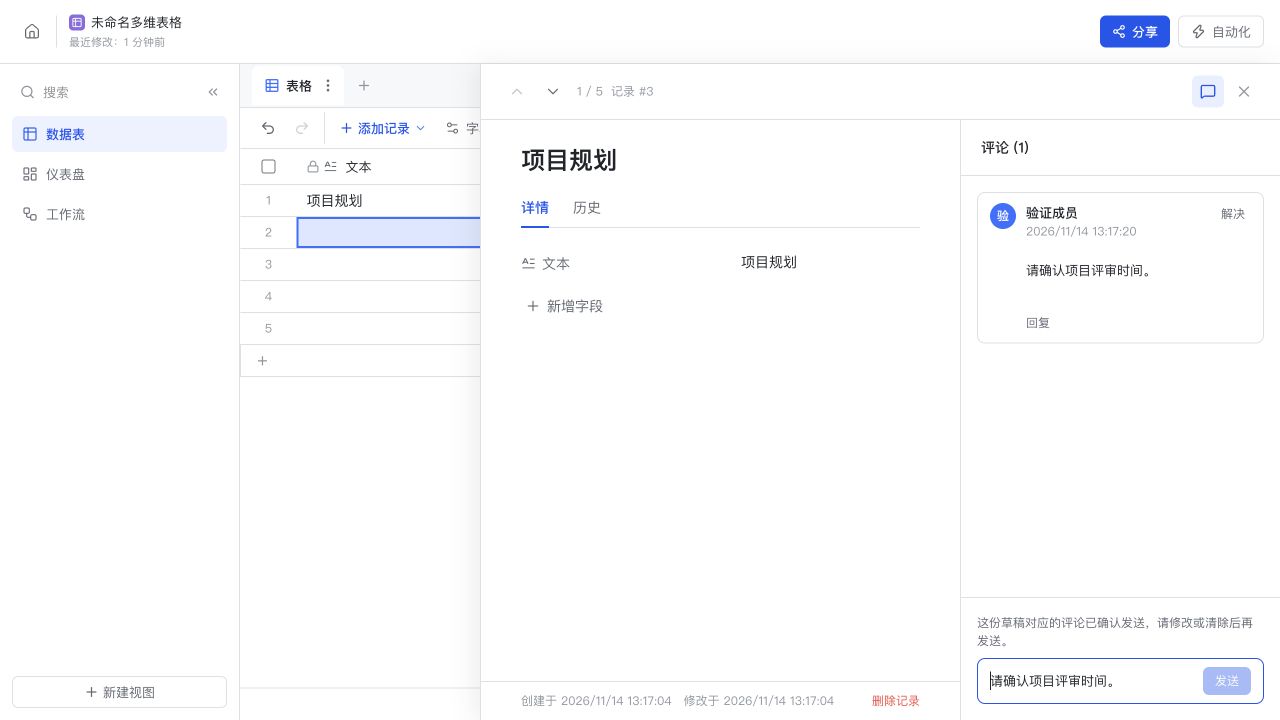 未命名多维表格
最近修改：1 分钟前
分享
自动化
搜索
数据表
仪表盘
工作流
新建视图
表格
添加记录
字
文本
1 项目规划
2
3
4
5
1 / 5 记录 #3
项目规划
详情 历史
文本 项目规划
新增字段
创建于 2026/11/14 13:17:04 修改于 2026/11/14 13:17:04 删除记录
评论 (1)
验 验证成员 解决
2026/11/14 13:17:20
请确认项目评审时间。
回复
这份草稿对应的评论已确认发送，请修改或清除后再
发送。
请确认项目评审时间。 发送